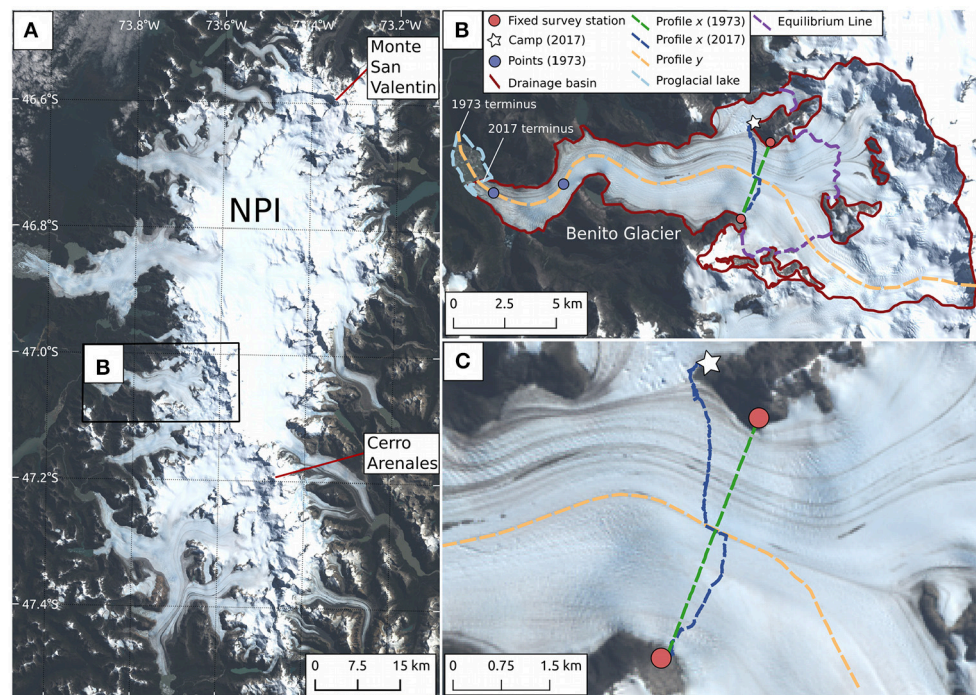 A
73.8°W
73.6°W
73.4°W
73.2°W
Monte
San
Valentin
46.6°S
NPI
46.8°S
47.0°S
B
Cerro
Arenales
47.2°S
47.4°S
0 7.5 15 km
B
Fixed survey station
Camp (2017)
Points (1973)
Drainage basin
Profile x (1973)
Profile x (2017)
Profile y
Proglacial lake
Equilibrium Line
1973 terminus
2017 terminus
Benito Glacier
0 2.5 5 km
C
0 0.75 1.5 km